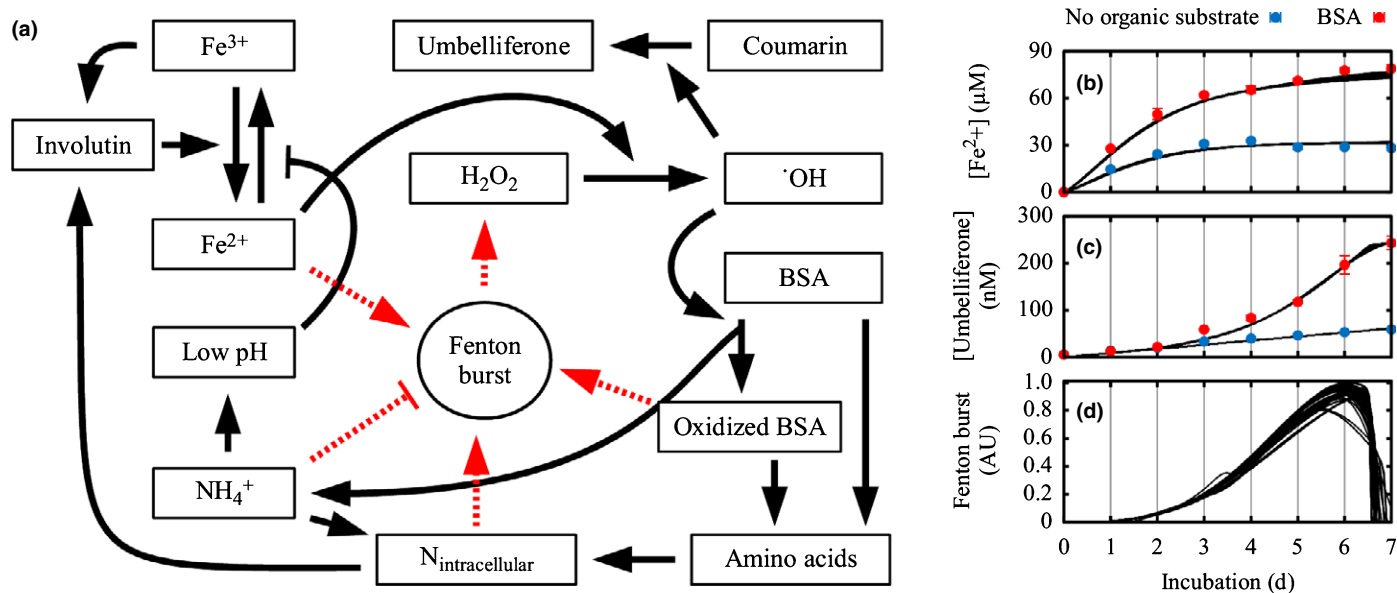 (a)
Fe³⁺
Umbelliferone
Coumarin
Involutin
H₂O₂
˙OH
Fe²⁺
BSA
Low pH
Fenton
burst
Oxidized BSA
NH₄⁺
Nintracellular
Amino acids
No organic substrate
BSA
(b)
[Fe²⁺] (μM)
90
60
30
0
(c)
[Umbelliferone]
(nM)
300
200
100
0
(d)
Fenton burst
(AU)
1.0
0.8
0.6
0.4
0.2
0
0 1 2 3 4 5 6 7
Incubation (d)